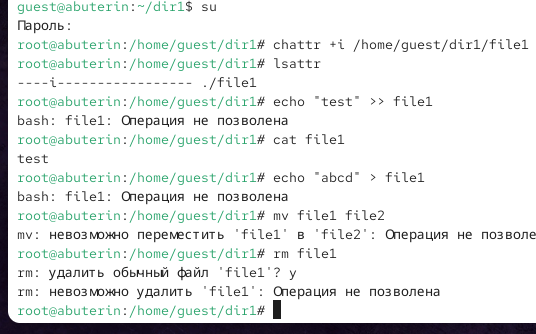 guest@abuterin:~/dir1$ su
Пароль:
root@abuterin:/home/guest/dir1# chattr +i /home/guest/dir1/file1
root@abuterin:/home/guest/dir1# lsattr
----i----------------- ./file1
root@abuterin:/home/guest/dir1# echo "test" >> file1
bash: file1: Операция не позволена
root@abuterin:/home/guest/dir1# cat file1
test
root@abuterin:/home/guest/dir1# echo "abcd" > file1
bash: file1: Операция не позволена
root@abuterin:/home/guest/dir1# mv file1 file2
mv: невозможно переместить 'file1' в 'file2': Операция не позволе
root@abuterin:/home/guest/dir1# rm file1
rm: удалить обычный файл 'file1'? y
rm: невозможно удалить 'file1': Операция не позволена
root@abuterin:/home/guest/dir1#